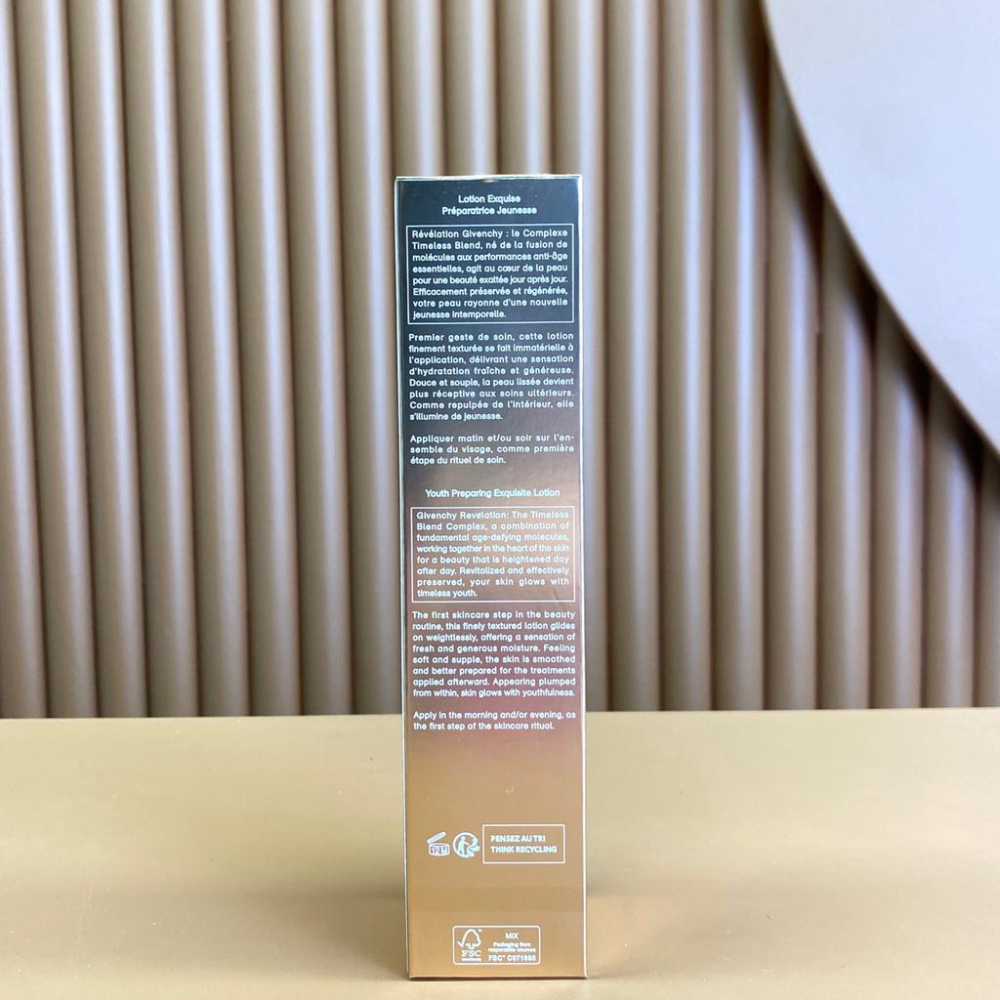 Lotion Exquise
Préparatrice Jeunesse
Révélation Givenchy : le Complexe
Timeless Blend, né de la fusion de
molécules aux performances anti-âge
essentielles, agit au cœur de la peau
pour une beauté exaltée jour après jour.
Efficacement préservée et régénérée,
votre peau rayonne d'une nouvelle
jeunesse intemporelle.
Premier geste de soin, cette lotion
finement texturée se fait immatérielle à
l'application, délivrant une sensation
d'hydratation fraîche et généreuse.
Douce et souple, la peau lissée devient
plus réceptive aux soins ultérieurs.
Comme repulpée de l'intérieur, elle
s'illumine de jeunesse.
Appliquer matin et/ou soir sur l'en-
semble du visage, comme première
étape du rituel de soin.
Youth Preparing Exquisite Lotion
Givenchy Revelation: The Timeless
Blend Complex, a combination of
fundamental age-defying molecules,
working together in the heart of the skin
for a beauty that is heightened day
after day. Revitalized and effectively
preserved, your skin glows with
timeless youth.
The first skincare step in the beauty
routine, this finely textured lotion glides
on weightlessly, offering a sensation of
fresh and generous moisture. Feeling
soft and supple, the skin is smoothed
and better prepared for the treatments
applied afterward. Appearing plumped
from within, skin glows with youthfulness.
Apply in the morning and/or evening, as
the first step of the skincare ritual.
12M
PENSEZ AU TRI
THINK RECYCLING
MIX
Packaging from
responsible sources
FSC
FSC®